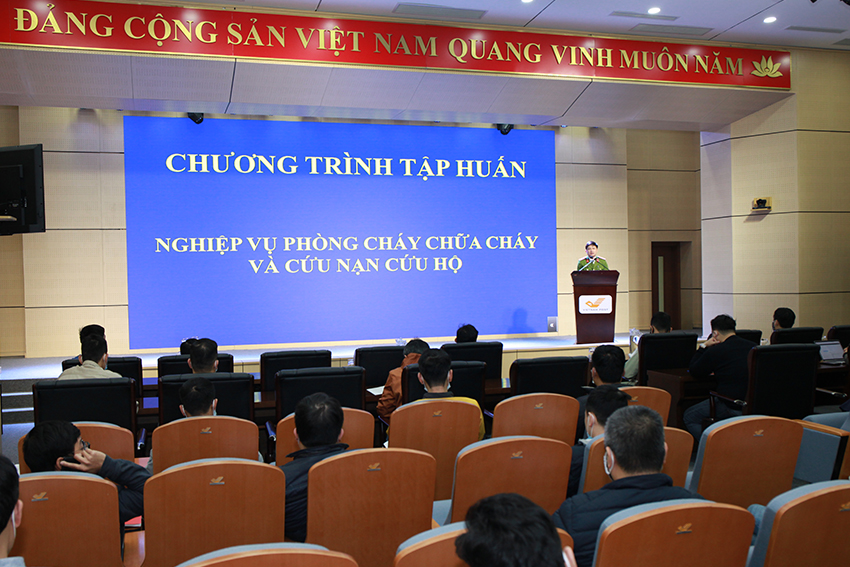 ĐẢNG CỘNG SẢN VIỆT NAM QUANG VINH MUÔN NĂM
CHƯƠNG TRÌNH TẬP HUẤN
NGHIỆP VỤ PHÒNG CHÁY CHỮA CHÁY
VÀ CỨU NẠN CỨU HỘ